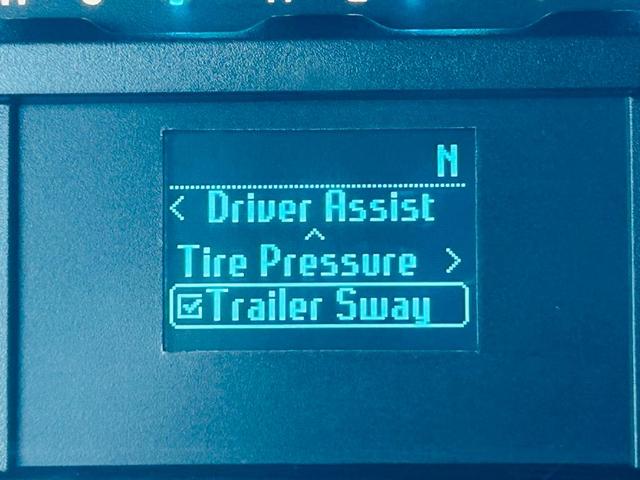 N
< Driver Assist
^
Tire Pressure >
☑ Trailer Sway